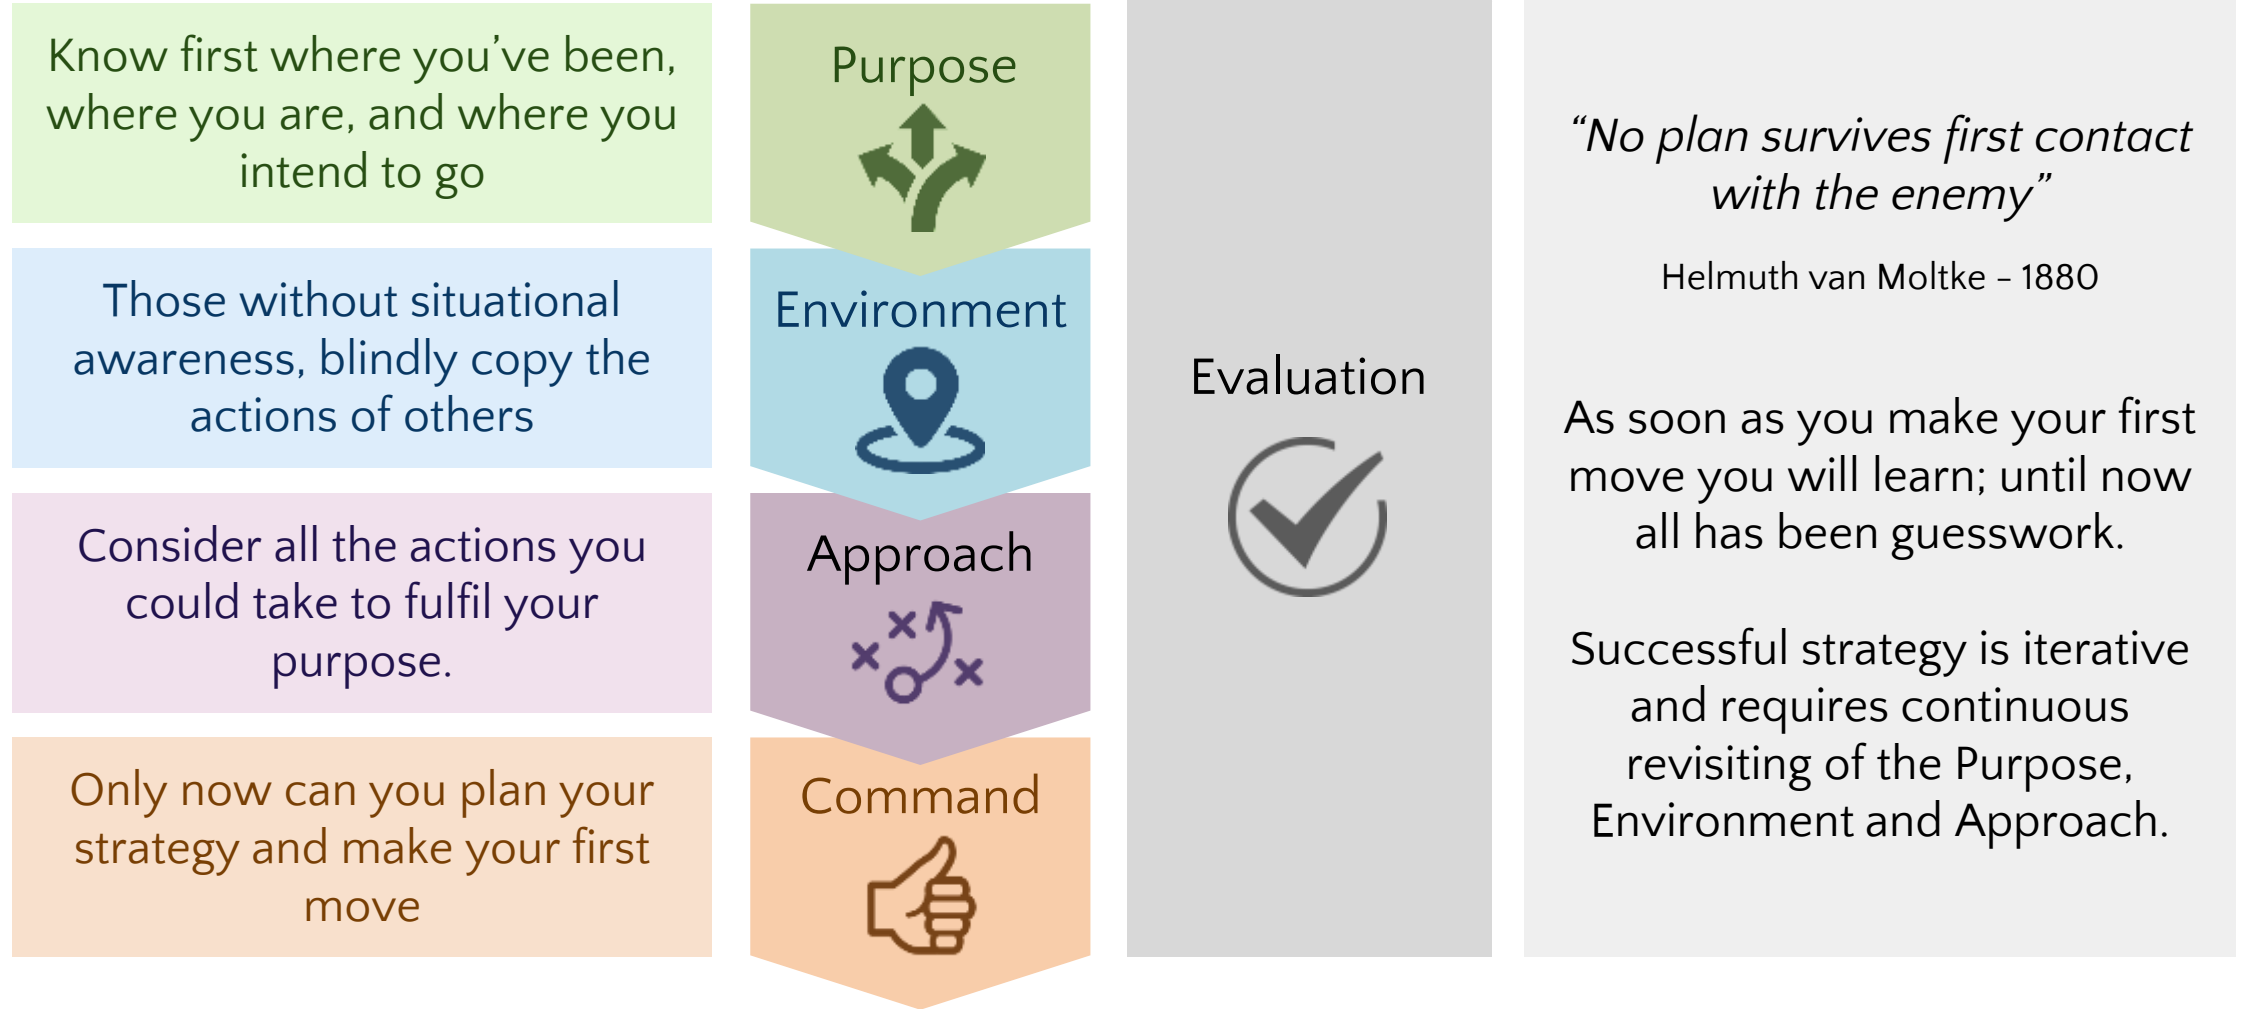 Know first where you’ve been,
where you are, and where you
intend to go
Purpose
Those without situational
awareness, blindly copy the
actions of others
Environment
Consider all the actions you
could take to fulfil your
purpose.
Approach
Only now can you plan your
strategy and make your first
move
Command
Evaluation
“No plan survives first contact
with the enemy”
Helmuth van Moltke – 1880
As soon as you make your first
move you will learn; until now
all has been guesswork.
Successful strategy is iterative
and requires continuous
revisiting of the Purpose,
Environment and Approach.